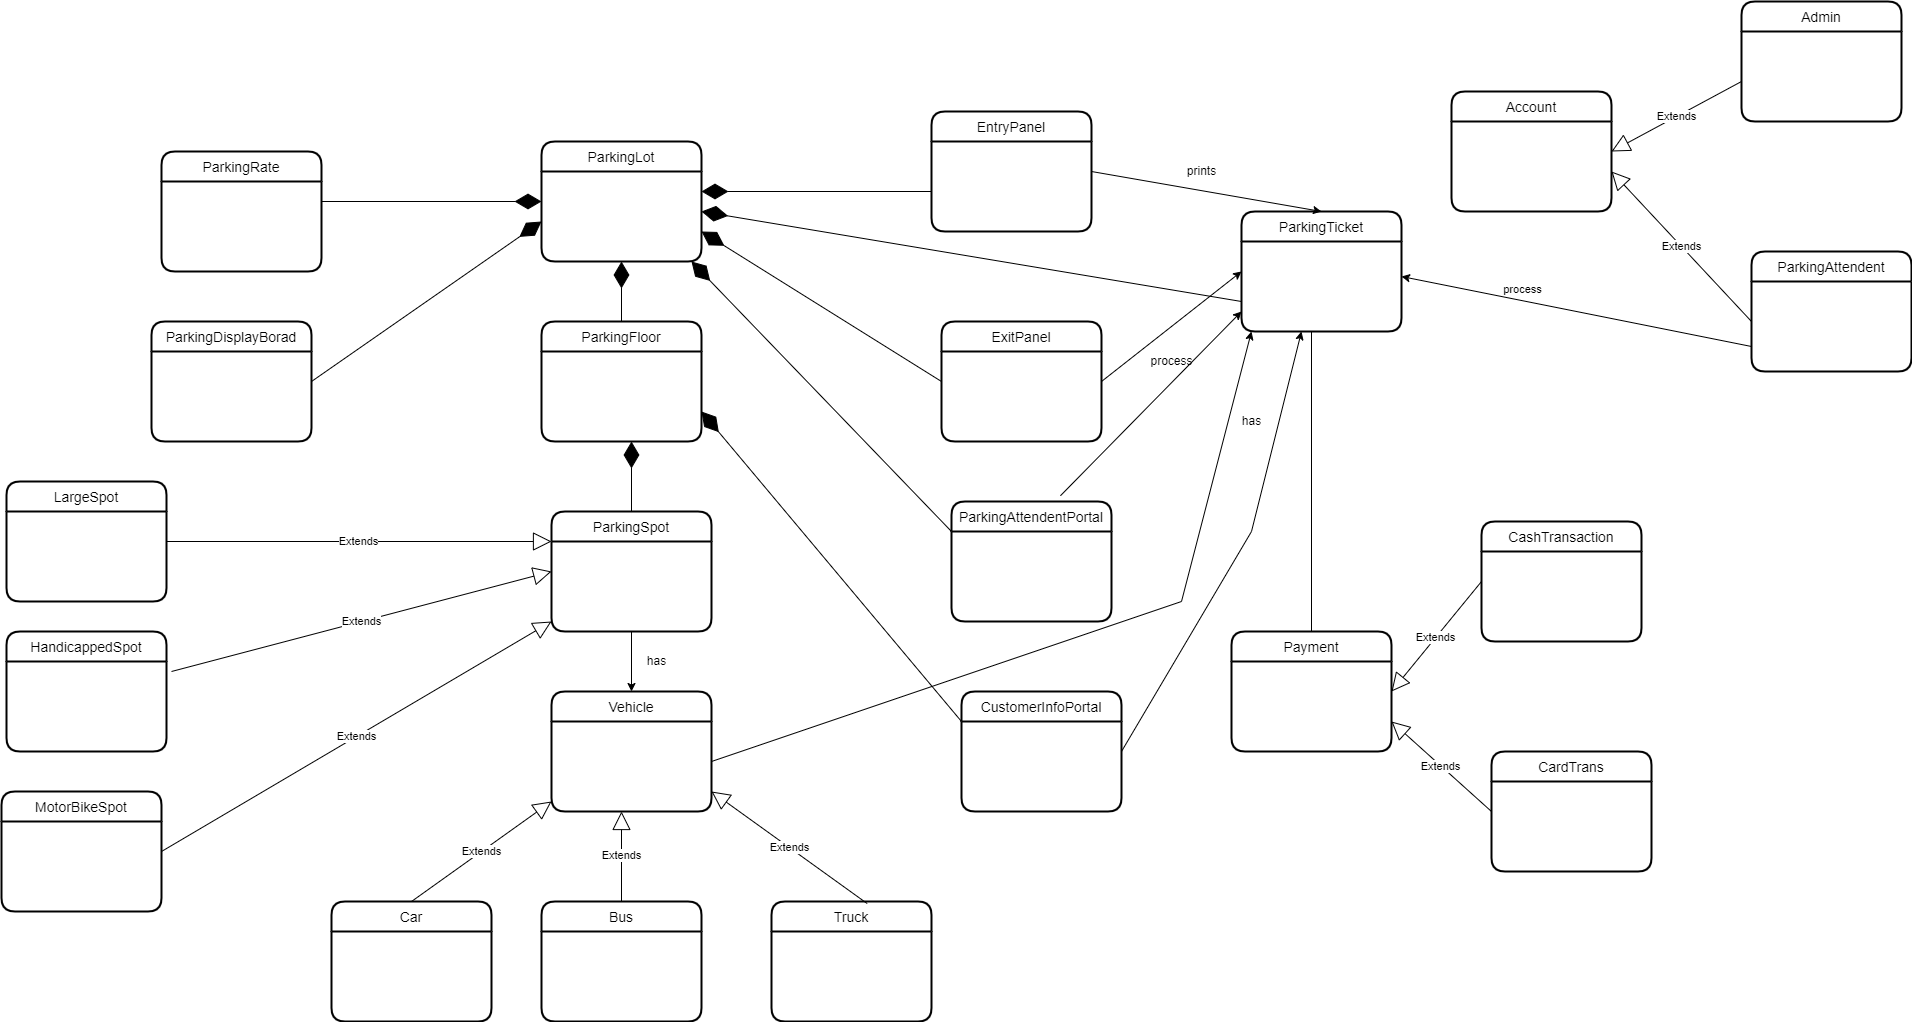 Admin
Account
Extends
EntryPanel
ParkingLot
ParkingRate
prints
ParkingTicket
Extends
ParkingAttendent
process
ParkingDisplayBorad
ParkingFloor
ExitPanel
process
has
LargeSpot
ParkingAttendentPortal
ParkingSpot
Extends
CashTransaction
Extends
HandicappedSpot
Extends
Payment
has
Vehicle
CustomerInfoPortal
Extends
Extends
CardTrans
MotorBikeSpot
Extends
Extends
Extends
Car
Bus
Truck